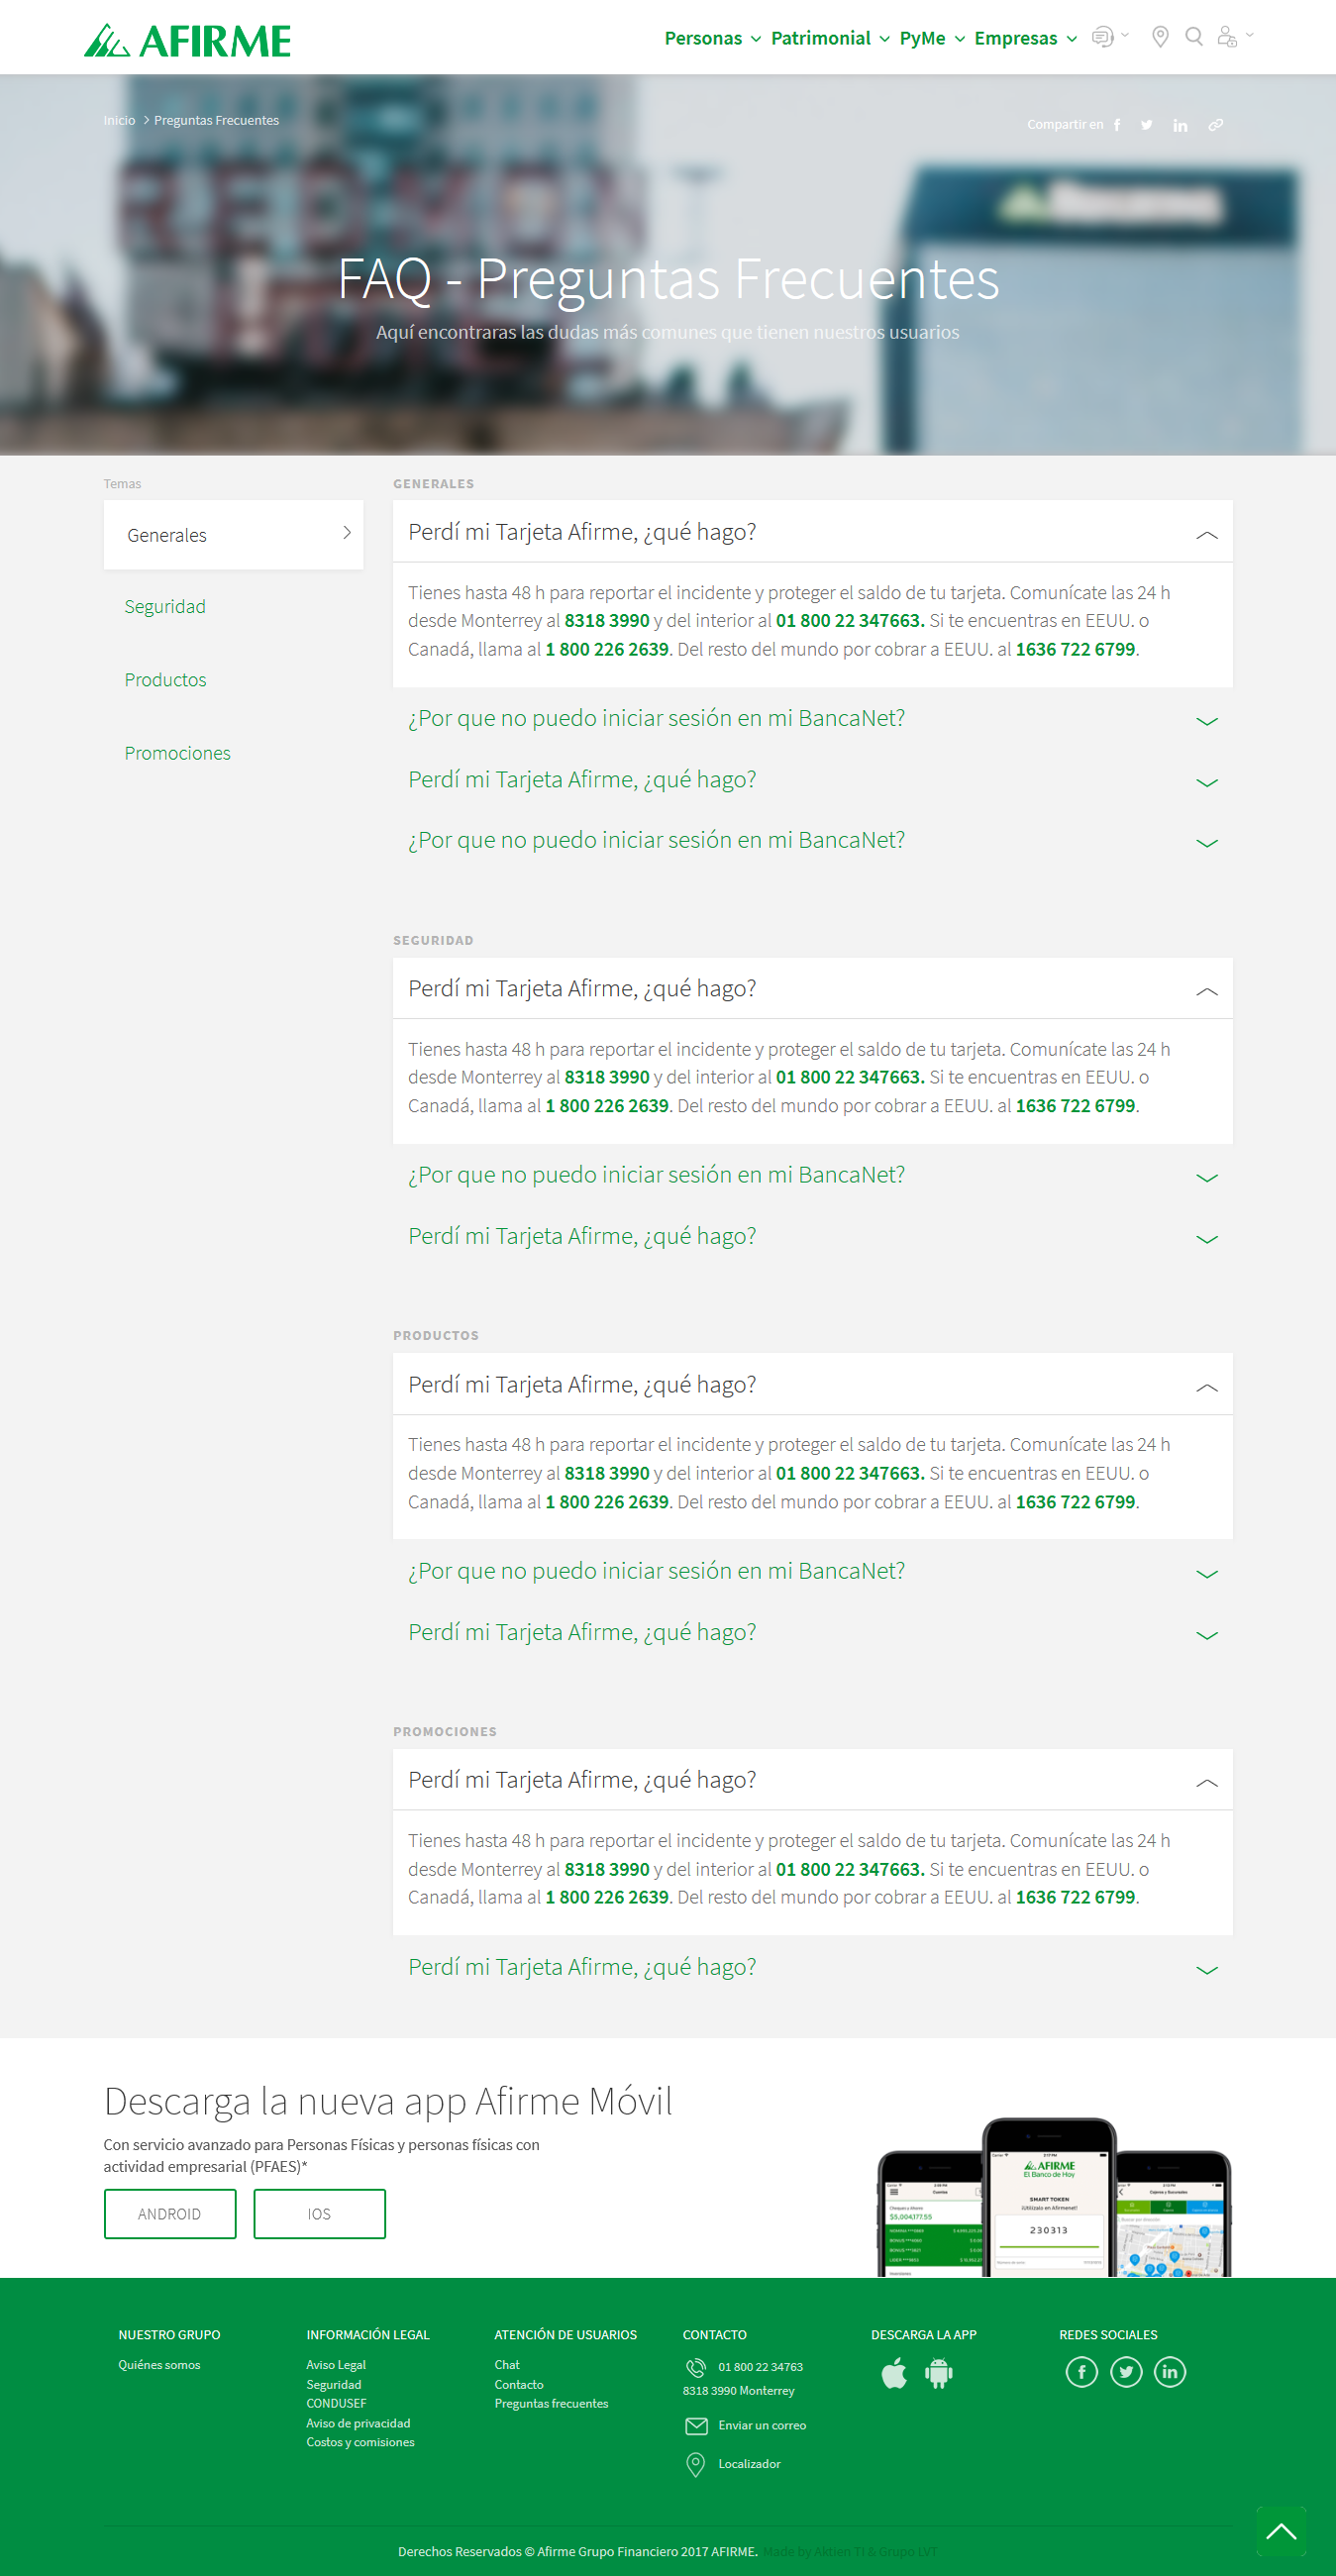 AFIRME
Personas Patrimonial PyMe Empresas
Inicio > Preguntas Frecuentes
Compartir en
RED MON
FAQ - Preguntas Frecuentes
Aquí encontraras las dudas más comunes que tienen nuestros usuarios
Temas
Generales
Seguridad
Productos
Promociones
GENERALES
Perdí mi Tarjeta Afirme, ¿qué hago?
Tienes hasta 48 h para reportar el incidente y proteger el saldo de tu tarjeta. Comunícate las 24 h
desde Monterrey al 8318 3990 y del interior al 01 800 22 347663. Si te encuentras en EEUU. o
Canadá, llama al 1 800 226 2639. Del resto del mundo por cobrar a EEUU. al 1636 722 6799.
¿Por que no puedo iniciar sesión en mi BancaNet?
Perdí mi Tarjeta Afirme, ¿qué hago?
¿Por que no puedo iniciar sesión en mi BancaNet?
SEGURIDAD
Perdí mi Tarjeta Afirme, ¿qué hago?
Tienes hasta 48 h para reportar el incidente y proteger el saldo de tu tarjeta. Comunícate las 24 h
desde Monterrey al 8318 3990 y del interior al 01 800 22 347663. Si te encuentras en EEUU. o
Canadá, llama al 1 800 226 2639. Del resto del mundo por cobrar a EEUU. al 1636 722 6799.
¿Por que no puedo iniciar sesión en mi BancaNet?
Perdí mi Tarjeta Afirme, ¿qué hago?
PRODUCTOS
Perdí mi Tarjeta Afirme, ¿qué hago?
Tienes hasta 48 h para reportar el incidente y proteger el saldo de tu tarjeta. Comunícate las 24 h
desde Monterrey al 8318 3990 y del interior al 01 800 22 347663. Si te encuentras en EEUU. o
Canadá, llama al 1 800 226 2639. Del resto del mundo por cobrar a EEUU. al 1636 722 6799.
¿Por que no puedo iniciar sesión en mi BancaNet?
Perdí mi Tarjeta Afirme, ¿qué hago?
PROMOCIONES
Perdí mi Tarjeta Afirme, ¿qué hago?
Tienes hasta 48 h para reportar el incidente y proteger el saldo de tu tarjeta. Comunícate las 24 h
desde Monterrey al 8318 3990 y del interior al 01 800 22 347663. Si te encuentras en EEUU. o
Canadá, llama al 1 800 226 2639. Del resto del mundo por cobrar a EEUU. al 1636 722 6799.
Perdí mi Tarjeta Afirme, ¿qué hago?
Descarga la nueva app Afirme Móvil
Con servicio avanzado para Personas Físicas y personas físicas con
actividad empresarial (PFAES)*
ANDROID
IOS
Cuentas
Cheques y Ahorros
$5,004,177.55
AFIRME
El Banco de Hoy
SMART TOKEN
230313
Cajeros y Sucursales
NUESTRO GRUPO
Quiénes somos
INFORMACIÓN LEGAL
Aviso Legal
Seguridad
CONDUSEF
Aviso de privacidad
Costos y comisiones
ATENCIÓN DE USUARIOS
Chat
Contacto
Preguntas frecuentes
CONTACTO
01 800 22 34763
8318 3990 Monterrey
Enviar un correo
Localizador
DESCARGA LA APP
REDES SOCIALES
Derechos Reservados © Afirme Grupo Financiero 2017 AFIRME. Made by Aktien TI & Grupo LVT